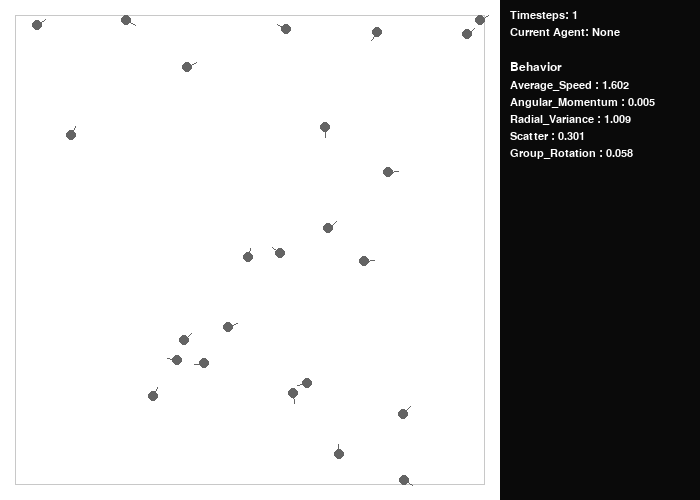 Timesteps: 1
Current Agent: None
Behavior
Average_Speed : 1.602
Angular_Momentum : 0.005
Radial_Variance : 1.009
Scatter : 0.301
Group_Rotation : 0.058